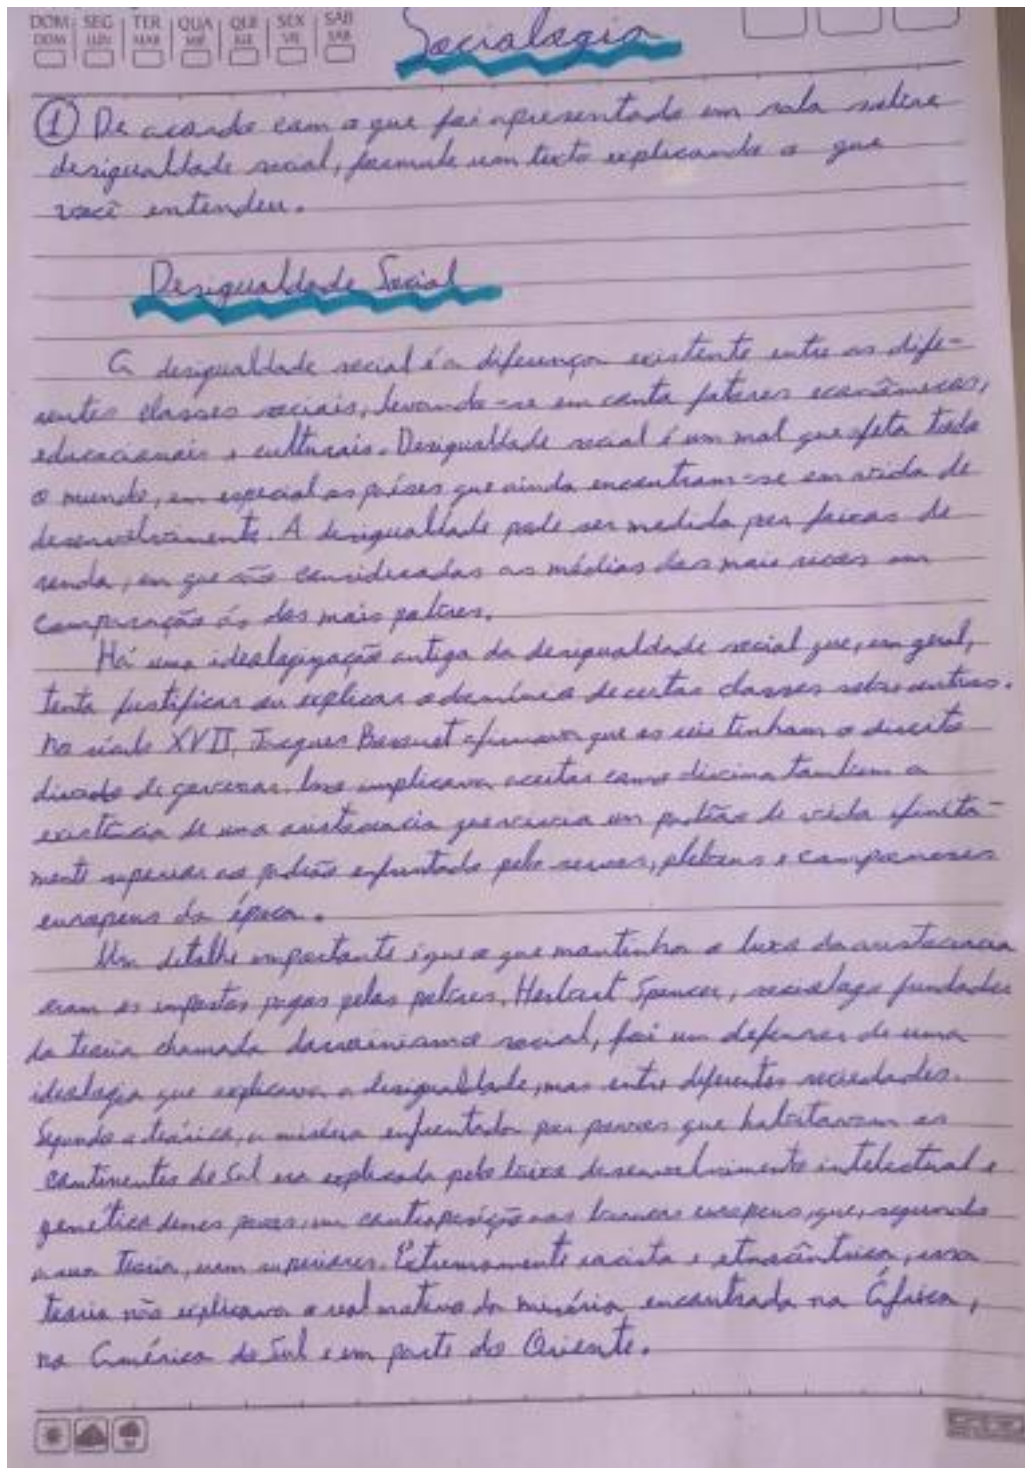 DOM SEG TER QUA QUI SEX SÁB
DOM LUN MAR MIÉ JUE VIE SÁB
Sociologia
① De acordo com o que foi apresentado em sala sobre
desigualdade social, formule um texto explicando o que
você entendeu.
Desigualdade Social
A desigualdade social é a diferença existente entre as dife-
rentes classes sociais, levando-se em conta fatores econômicos,
educacionais e culturais. Desigualdade social é um mal que afeta todo
o mundo, em especial os países que ainda encontram-se em via de
desenvolvimento. A desigualdade pode ser medida por faixas de
renda, em que são consideradas as médias dos mais ricos em
comparação às dos mais pobres.
Há uma ideologização antiga da desigualdade social que, em geral,
tenta justificar ou explicar o domínio de certas classes sobre outras.
No século XVII, Jacques Bossuet afirmava que os reis tinham o direito
de governar. Isso implicava aceitar como divina também a
existência de uma aristocracia que vivia um padrão de vida
mente superior ao padrão enfrentado pelo servos, plebeus e camponeses
europeus da época.
Um detalhe importante é que o que mantinha o luxo da aristocracia
eram os impostos pagos pelos pobres. Herbert Spencer, sociólogo fundador
da teoria chamada darwinismo social, foi um defensor de uma
ideologia que explicava a desigualdade, mas entre diferentes sociedades.
Segundo o teórico, a miséria enfrentada por povos que habitavam os
continentes do Sul era explicada pelo baixo desenvolvimento intelectual e
genético desses povos, em contraposição aos brancos europeus, que, segundo
a sua teoria, eram superiores. Extremamente racista e etnocêntrica, essa
teoria não explicava o real motivo da miséria encontrada na África,
na América do Sul e em parte do Oriente.